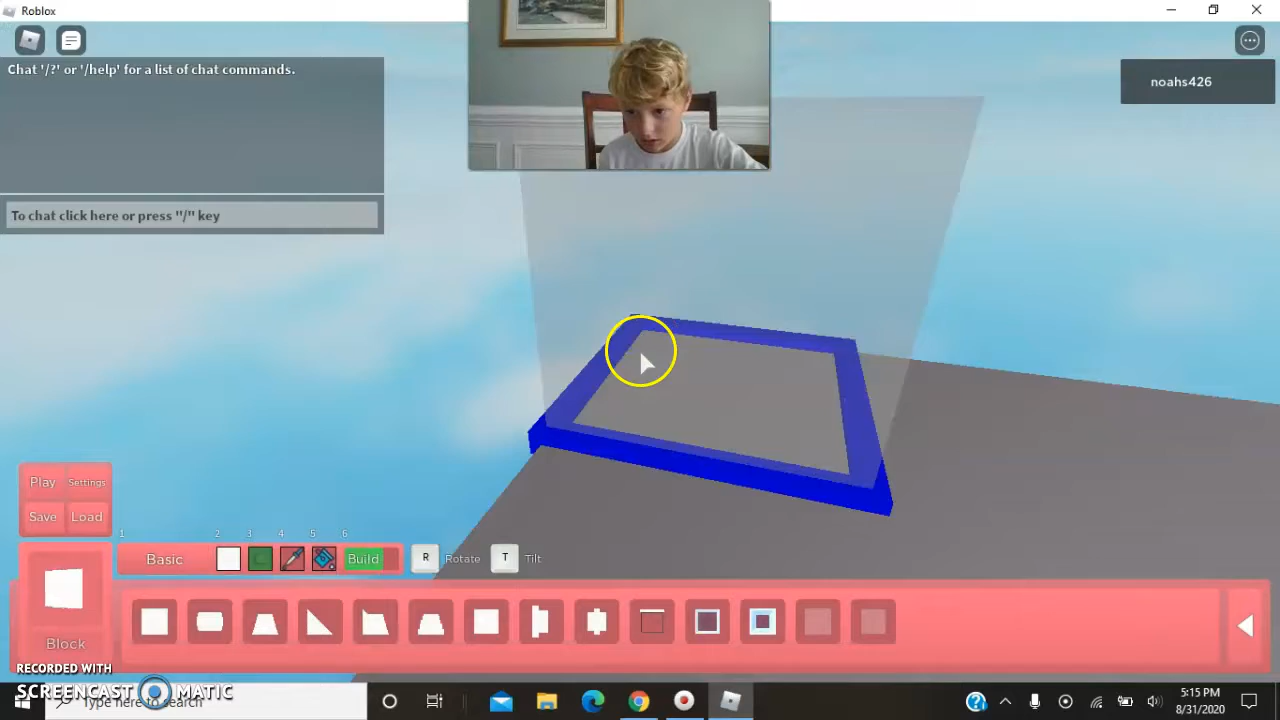 Roblox
Chat '/?' or '/help' for a list of chat commands.
noahs426
To chat click here or press "/" key
Play Settings
Save Load
1 2 3 4 5 6
Basic Build R Rotate T Tilt
Block
RECORDED WITH
SCREENCAST MATIC
Type here to search
5:15 PM
8/31/2020